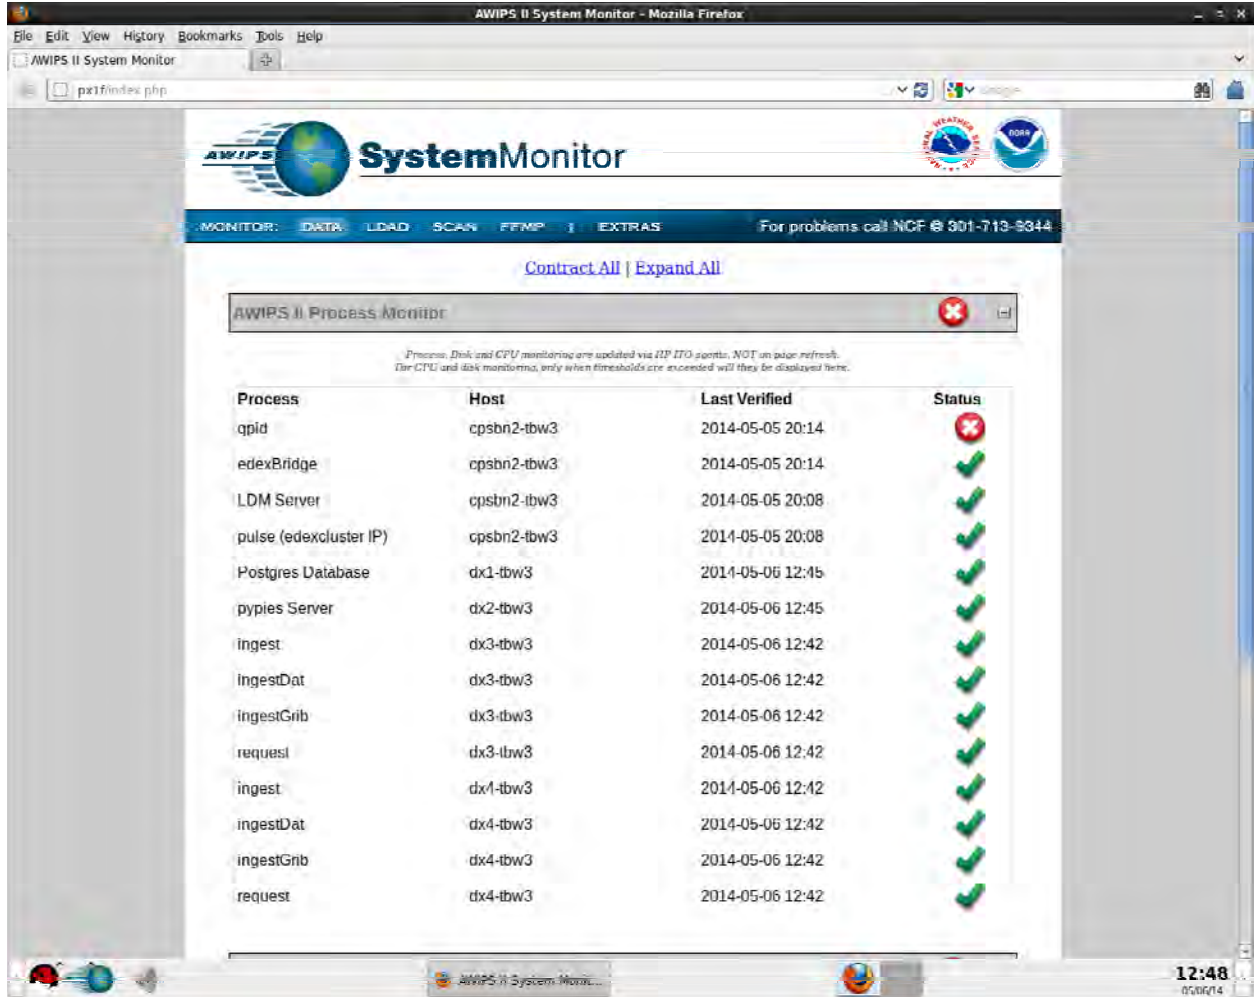 AWIPS II System Monitor - Mozilla Firefox
File Edit View History Bookmarks Tools Help
AWIPS II System Monitor
px1f/index.php
AWIPS
SystemMonitor
NOAA
MONITOR: DATA LDAD SCAN FFMP | EXTRAS For problems call NCF @ 301-713-9344
Contract All | Expand All
AWIPS II Process Monitor
Process, Disk and CPU monitoring are updated via HP ITO agents, NOT on page refresh.
For CPU and disk monitoring, only when thresholds are exceeded will they be displayed here.
Process Host Last Verified Status
qpid cpsbn2-tbw3 2014-05-05 20:14
edexBridge cpsbn2-tbw3 2014-05-05 20:14
LDM Server cpsbn2-tbw3 2014-05-05 20:08
pulse (edexcluster IP) cpsbn2-tbw3 2014-05-05 20:08
Postgres Database dx1-tbw3 2014-05-06 12:45
pypies Server dx2-tbw3 2014-05-06 12:45
ingest dx3-tbw3 2014-05-06 12:42
ingestDat dx3-tbw3 2014-05-06 12:42
ingestGrib dx3-tbw3 2014-05-06 12:42
request dx3-tbw3 2014-05-06 12:42
ingest dx4-tbw3 2014-05-06 12:42
ingestDat dx4-tbw3 2014-05-06 12:42
ingestGrib dx4-tbw3 2014-05-06 12:42
request dx4-tbw3 2014-05-06 12:42
AWIPS II System Monit...
12:48
05/06/14